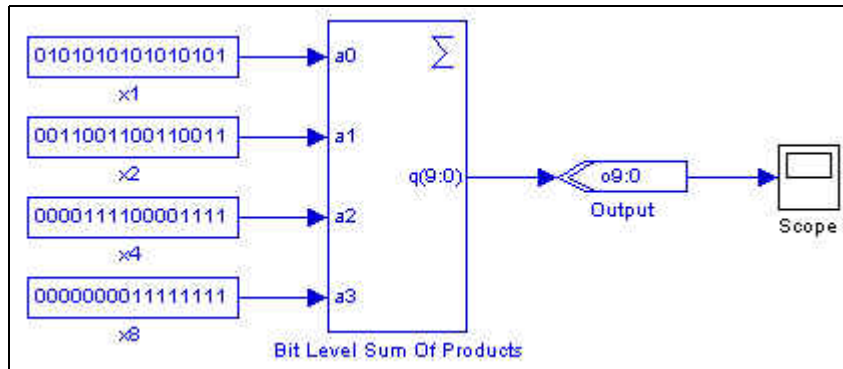 0101010101010101
x1
0011001100110011
x2
0000111100001111
x4
0000000011111111
x8
a0
a1
a2
a3
Σ
q(9:0)
Bit Level Sum Of Products
o9:0
Output
Scope